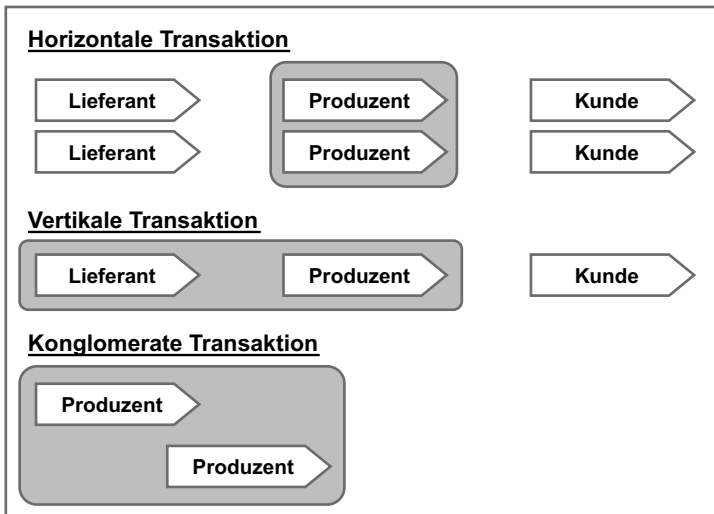 Horizontale Transaktion
Lieferant Produzent Kunde
Lieferant Produzent Kunde
Vertikale Transaktion
Lieferant Produzent Kunde
Konglomerate Transaktion
Produzent
Produzent